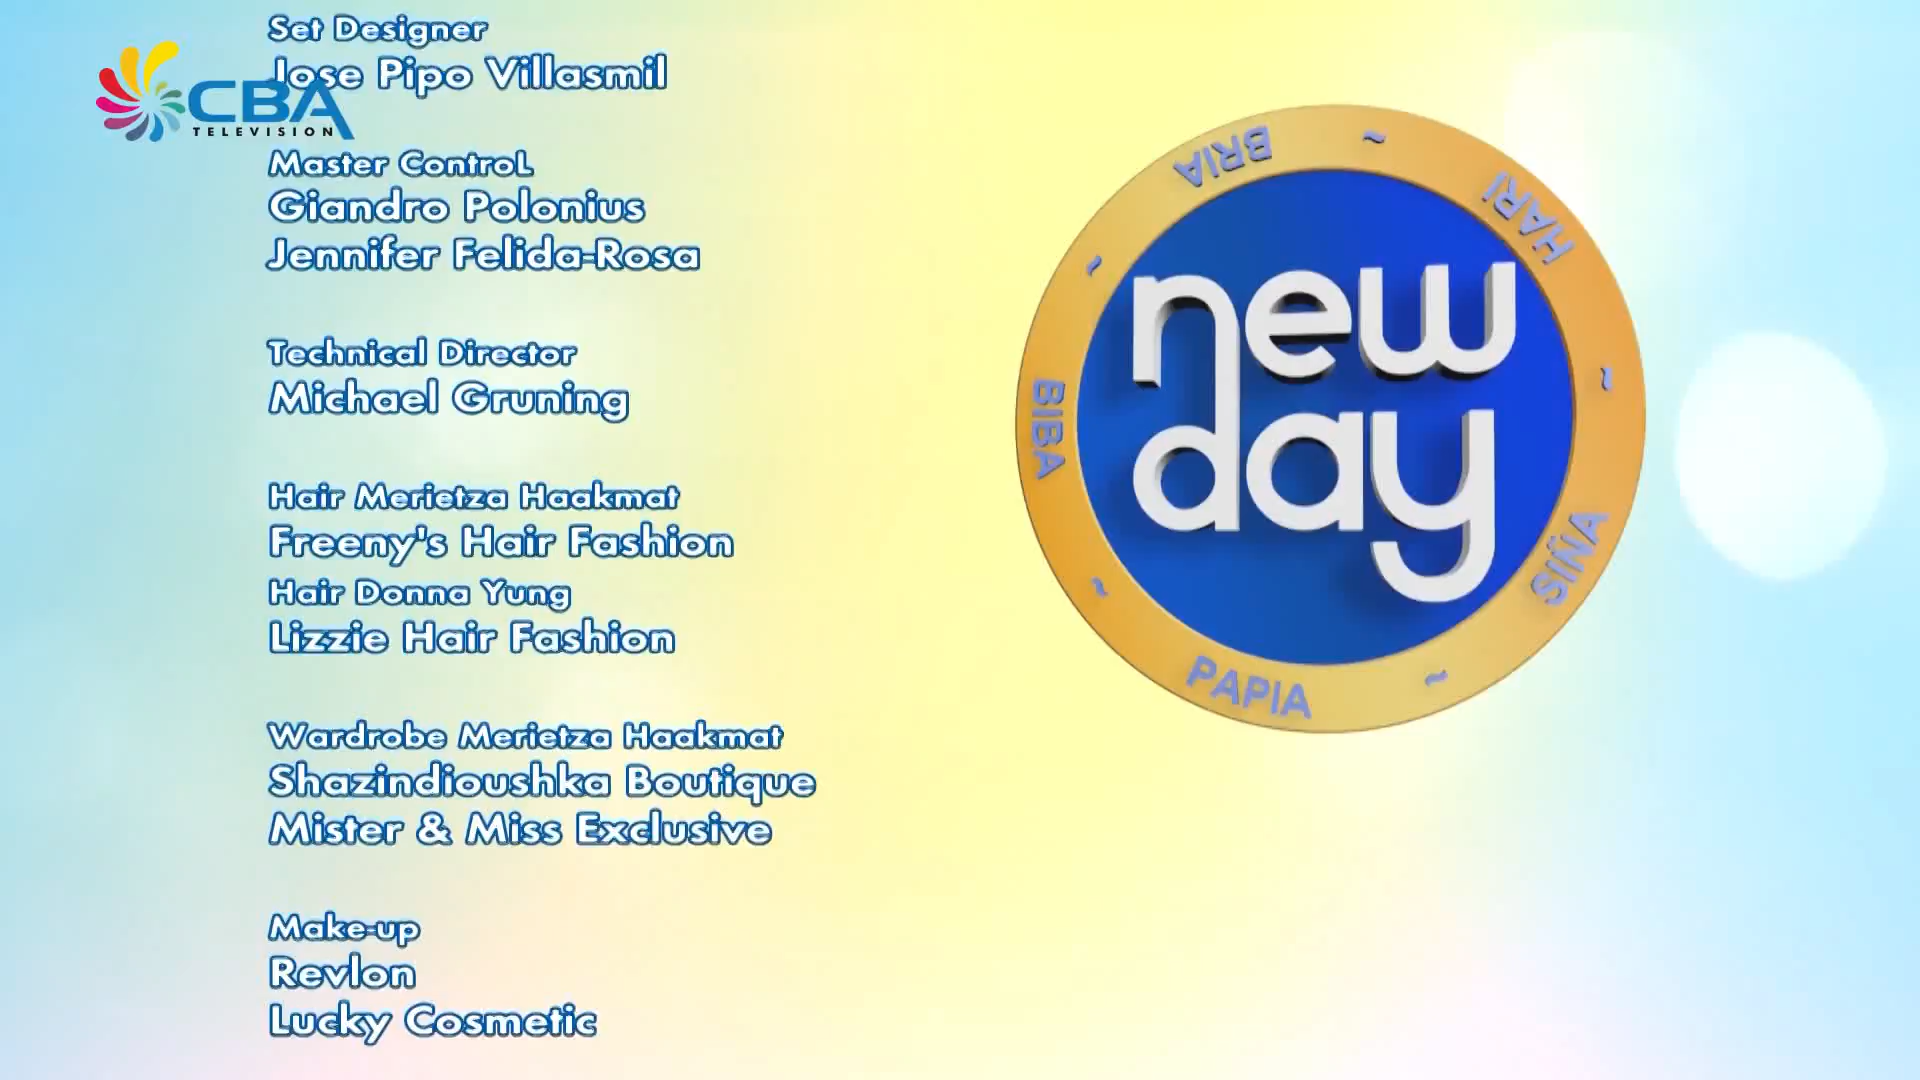 Set Designer
Jose Pipo Villasmil
CBA
TELEVISION
Master ControL
Giandro Polonius
Jennifer Felida-Rosa
Technical Director
Michael Gruning
Hair Merietza Haakmat
Freeny's Hair Fashion
Hair Donna Yung
Lizzie Hair Fashion
Wardrobe Merietza Haakmat
Shazindioushka Boutique
Mister & Miss Exclusive
Make-up
Revlon
Lucky Cosmetic
new
day
BIBA ~ BRIA ~ HARI ~ SIÑA ~ PAPIA ~